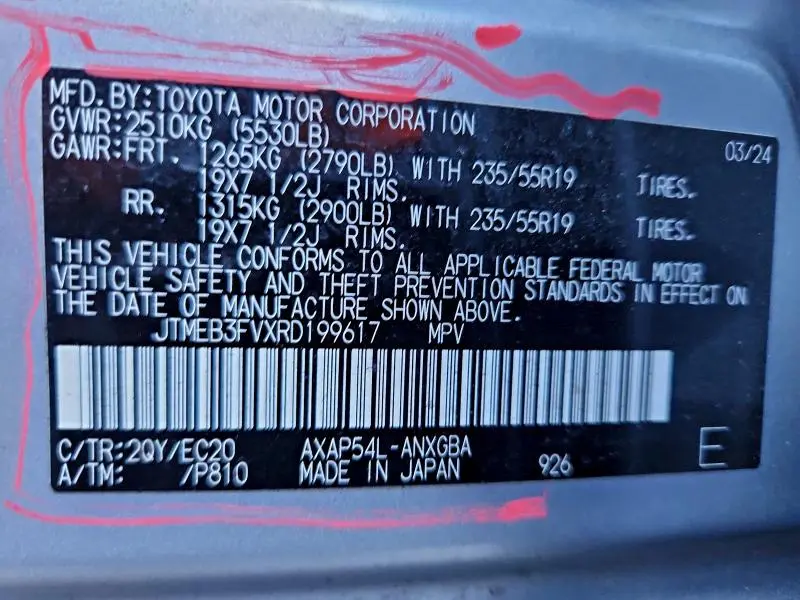 MFD. BY: TOYOTA MOTOR CORPORATION 03/24
GVWR: 2510KG (5530LB)
GAWR: FRT. 1265KG (2790LB) WITH 235/55R19 TIRES.
19X7 1/2J RIMS.
RR. 1315KG (2900LB) WITH 235/55R19 TIRES.
19X7 1/2J RIMS.
THIS VEHICLE CONFORMS TO ALL APPLICABLE FEDERAL MOTOR
VEHICLE SAFETY AND THEFT PREVENTION STANDARDS IN EFFECT ON
THE DATE OF MANUFACTURE SHOWN ABOVE.
JTMEB3FVXRD199617 MPV
C/TR: 2QY/EC20 AXAP54L-ANXGBA
A/TM: /P810 MADE IN JAPAN 926 E